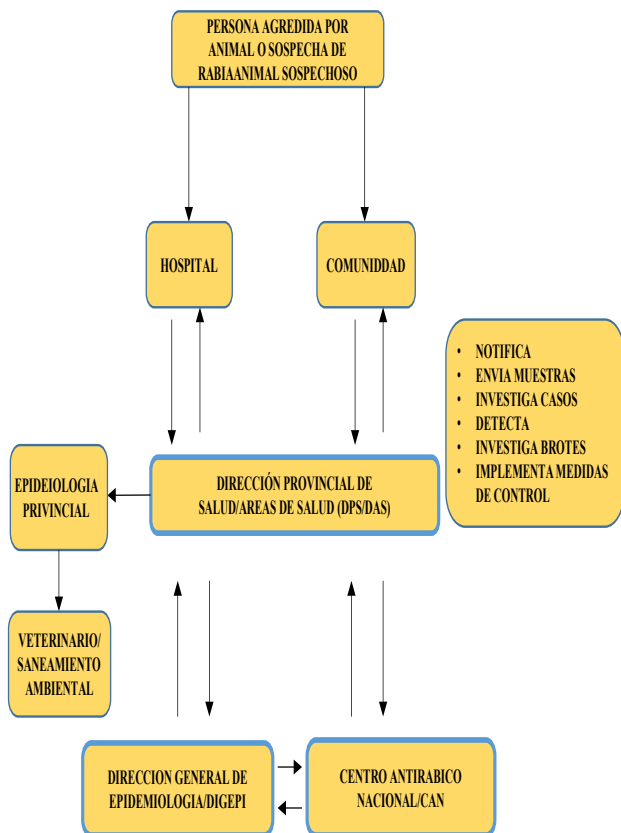 PERSONA AGREDIDA POR
ANIMAL O SOSPECHA DE
RABIAANIMAL SOSPECHOSO
HOSPITAL
COMUNIDDAD
• NOTIFICA
• ENVIA MUESTRAS
• INVESTIGA CASOS
• DETECTA
• INVESTIGA BROTES
• IMPLEMENTA MEDIDAS
DE CONTROL
EPIDEIOLOGIA
PRIVINCIAL
DIRECCIÓN PROVINCIAL DE
SALUD/AREAS DE SALUD (DPS/DAS)
VETERINARIO/
SANEAMIENTO
AMBIENTAL
DIRECCION GENERAL DE
EPIDEMIOLOGIA/DIGEPI
CENTRO ANTIRABICO
NACIONAL/CAN